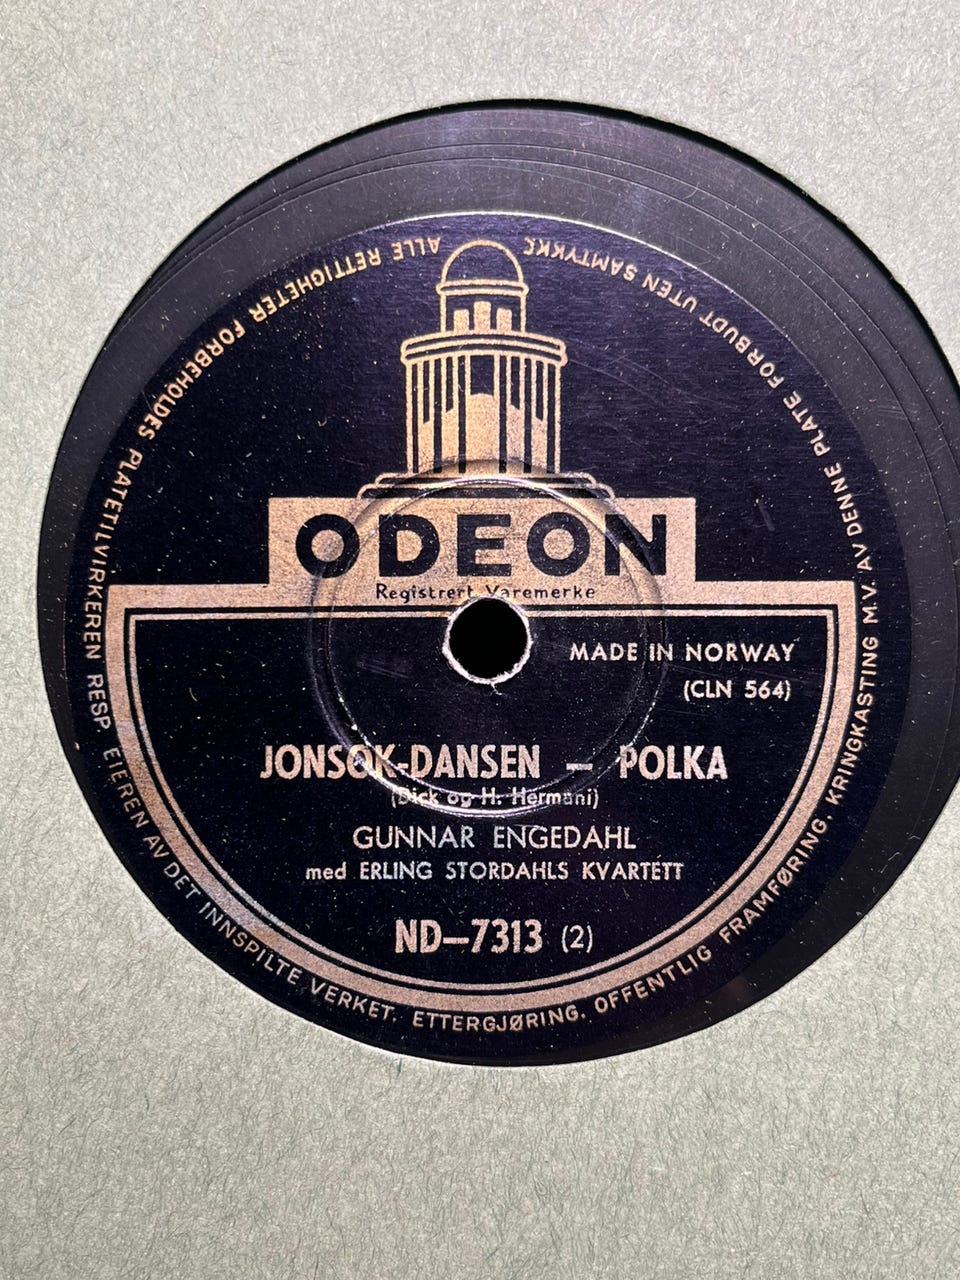 ODEON
Registrert Varemerke
MADE IN NORWAY
(CLN 564)
JONSOK-DANSEN — POLKA
(Dick og H. Hermani)
GUNNAR ENGEDAHL
med ERLING STORDAHLS KVARTETT
ND—7313 (2)
ALLE RETTIGHETER FORBEHOLDES PLATETILVIRKEREN RESP. EIEREN AV DET INNSPILTE VERKET. ETTERGJØRING. OFFENTLIG FRAMFØRING. KRINGKASTING M.V. AV DENNE PLATE FORBUDT UTEN SAMTYKKE